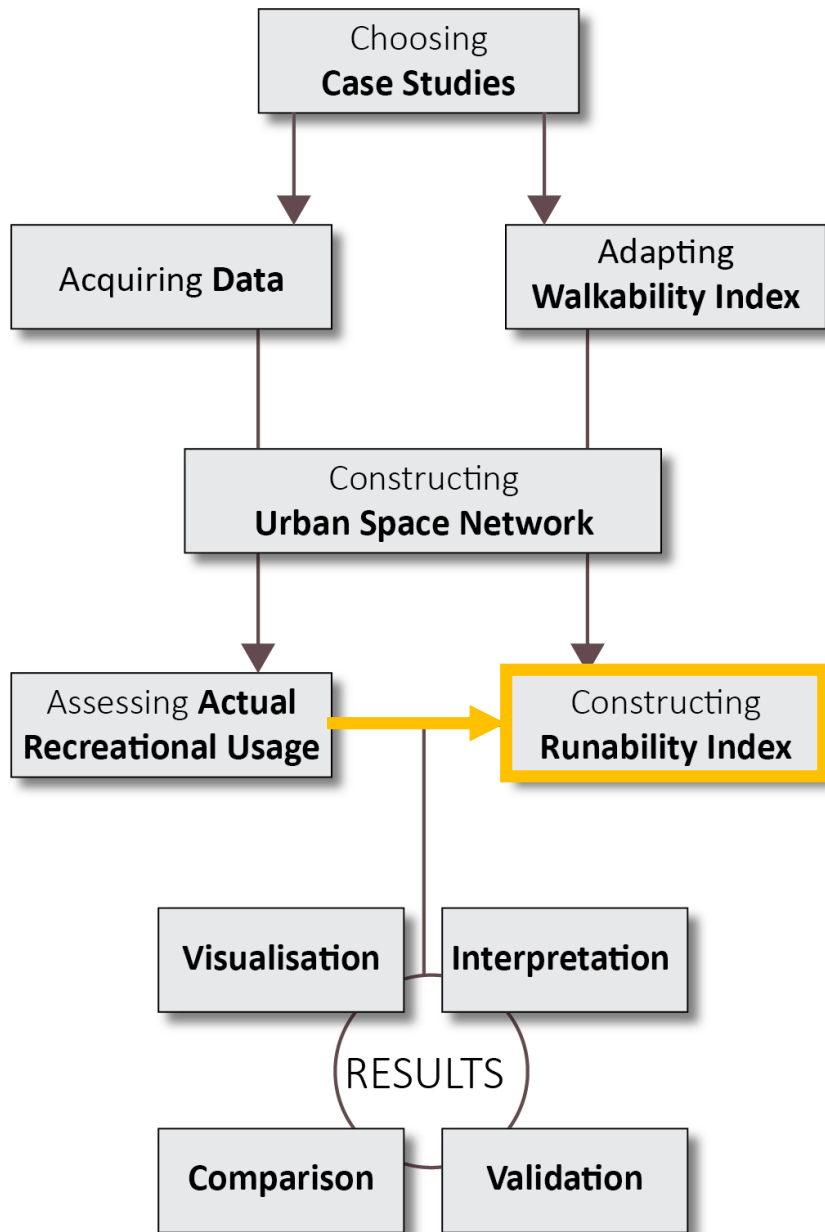 Choosing
Case Studies
Acquiring Data
Adapting
Walkability Index
Constructing
Urban Space Network
Assessing Actual
Recreational Usage
Constructing
Runability Index
Visualisation
Interpretation
RESULTS
Comparison
Validation